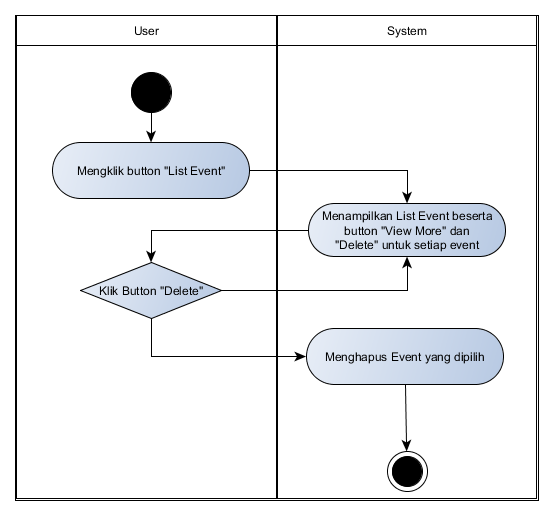 User
System
Mengklik button "List Event"
Menampilkan List Event beserta
button "View More" dan
"Delete" untuk setiap event
Klik Button "Delete"
Menghapus Event yang dipilih